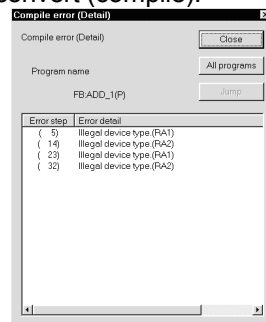 convert (compile).
Compile error (Detail)
Compile error (Detail)
Close
Program name
All programs
FB:ADD_1(P)
Jump
Error step Error detail
( 5) Illegal device type.(RA1)
( 14) Illegal device type.(RA2)
( 23) Illegal device type.(RA1)
( 32) Illegal device type.(RA2)